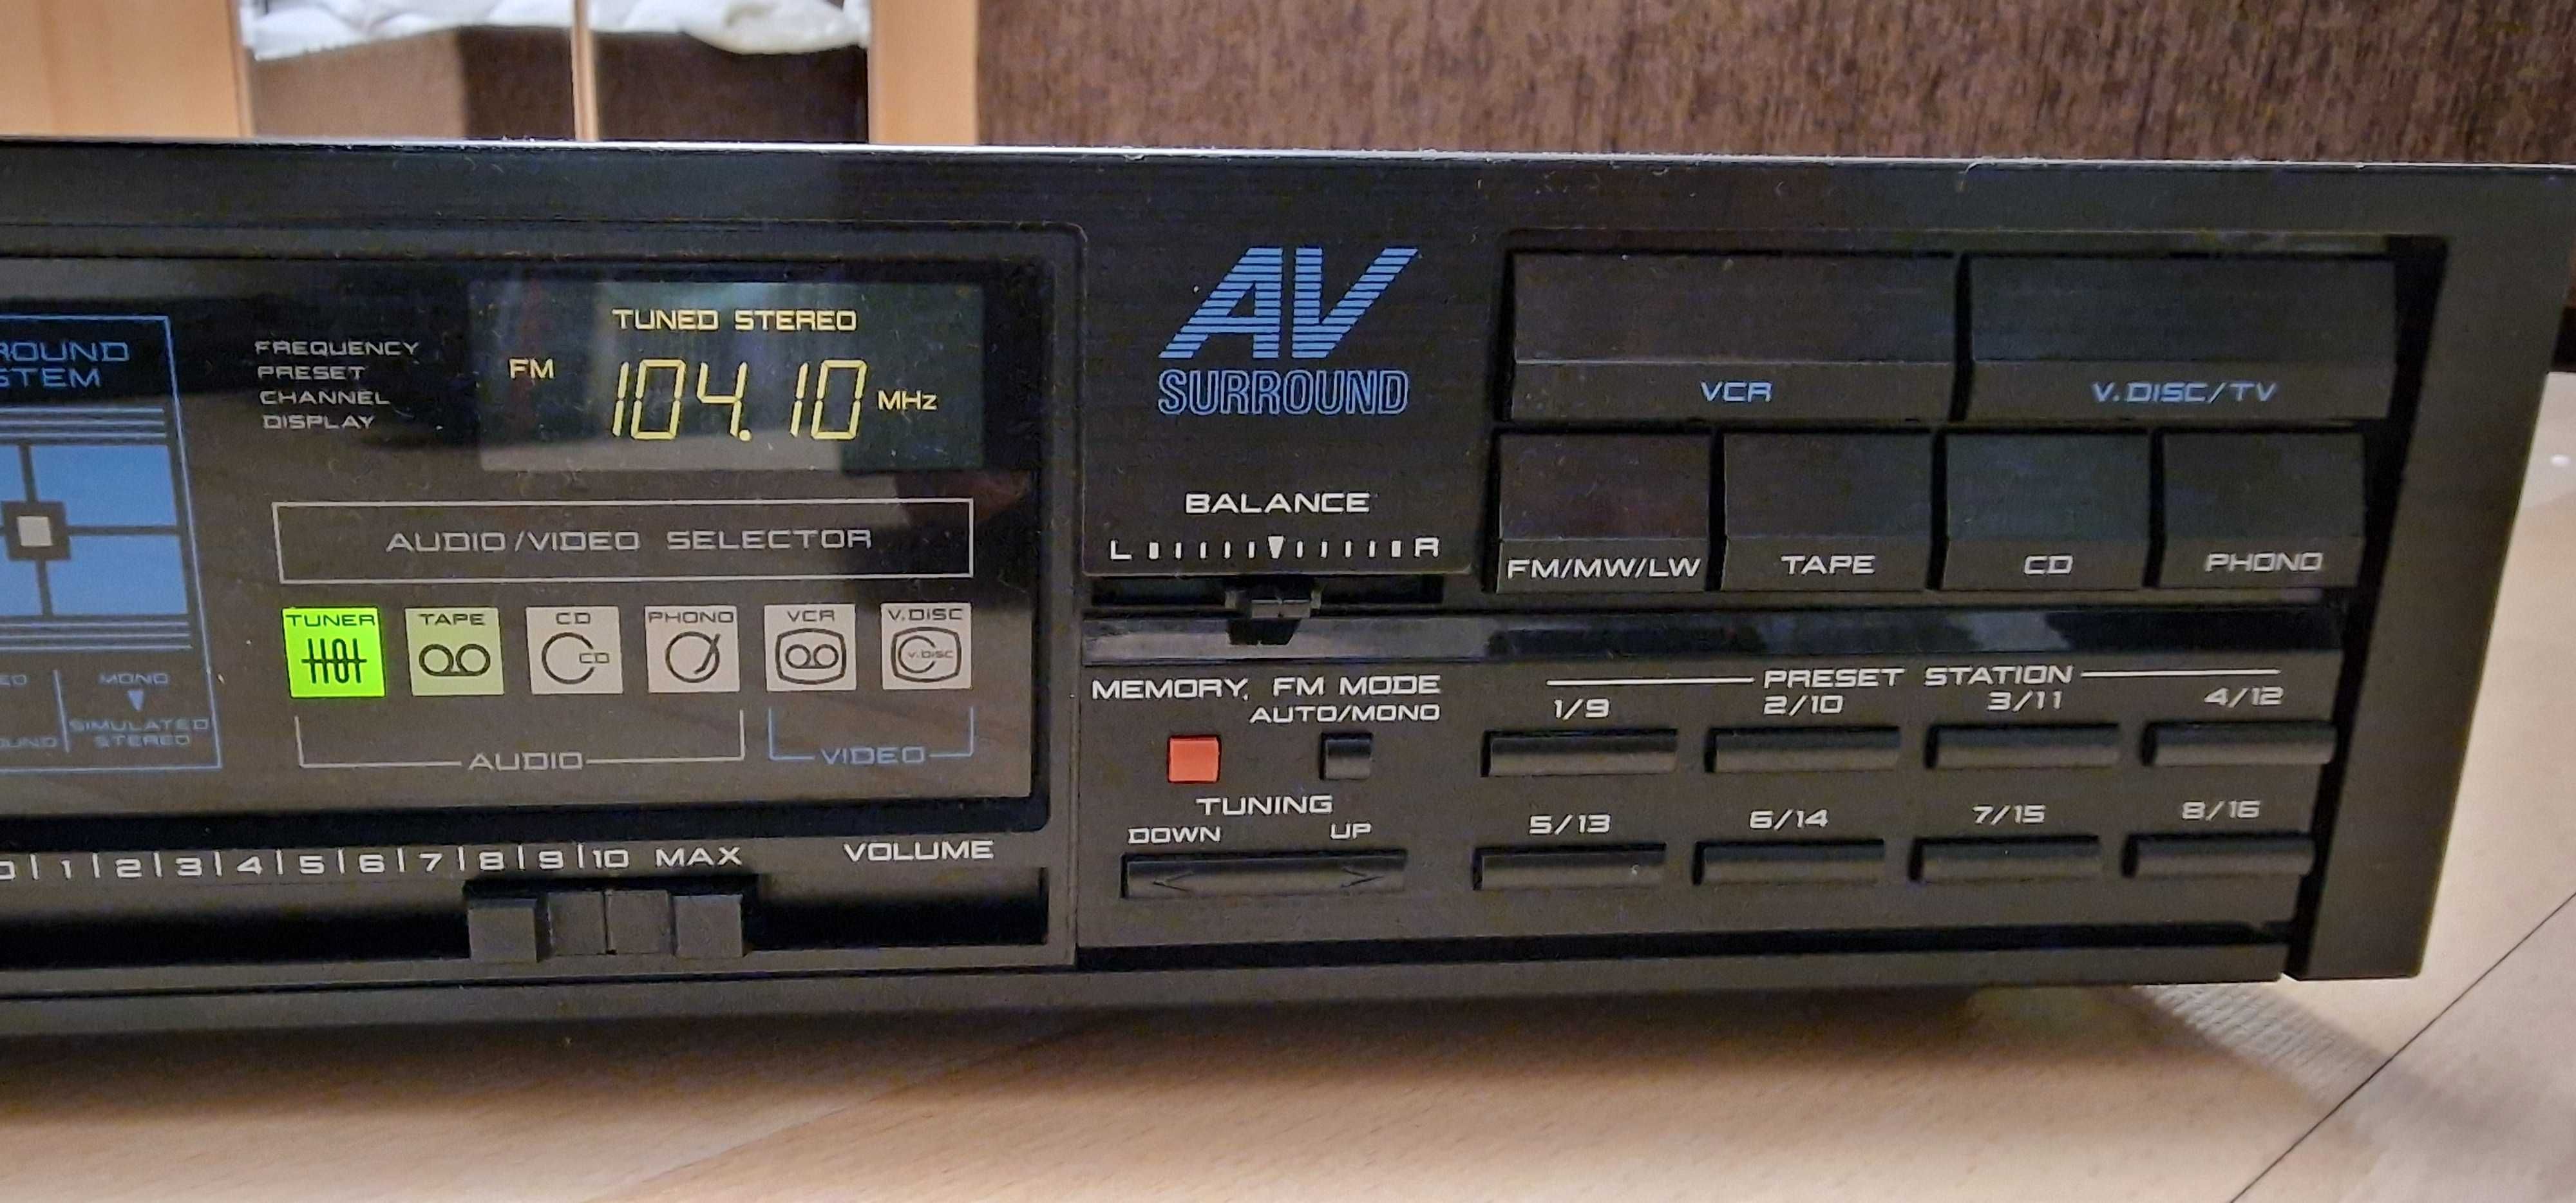 TUNED STEREO
FREQUENCY
PRESET
CHANNEL
DISPLAY
FM 104.10 MHz
AUDIO/VIDEO SELECTOR
TUNER TAPE CD PHONO VCR V.DISC
CD V.DISC
MONO
SIMULATED
STEREO
AUDIO VIDEO
0 1 2 3 4 5 6 7 8 9 10 MAX VOLUME
AV
SURROUND
BALANCE
L R
VCR V.DISC/TV
FM/MW/LW TAPE CD PHONO
MEMORY FM MODE
AUTO/MONO
PRESET STATION
1/9 2/10 3/11 4/12
TUNING
DOWN UP
5/13 6/14 7/15 8/16